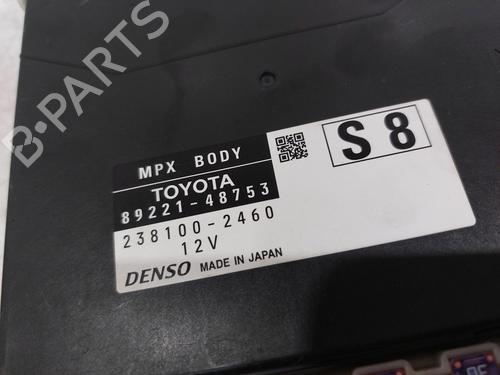 B-PARTS
MPX BODY
TOYOTA
89221-48753
238100-2460
12V
DENSO MADE IN JAPAN
S 8